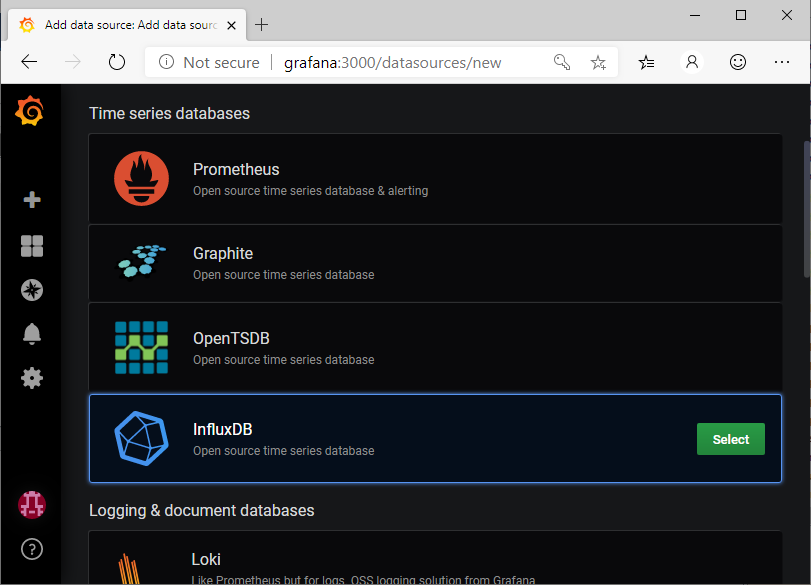 Add data source: Add data sourc
Not secure
grafana:3000/datasources/new
Time series databases
Prometheus
Open source time series database & alerting
Graphite
Open source time series database
OpenTSDB
Open source time series database
InfluxDB
Open source time series database
Select
Logging & document databases
Loki
Like Prometheus but for logs. OSS logging solution from Grafana